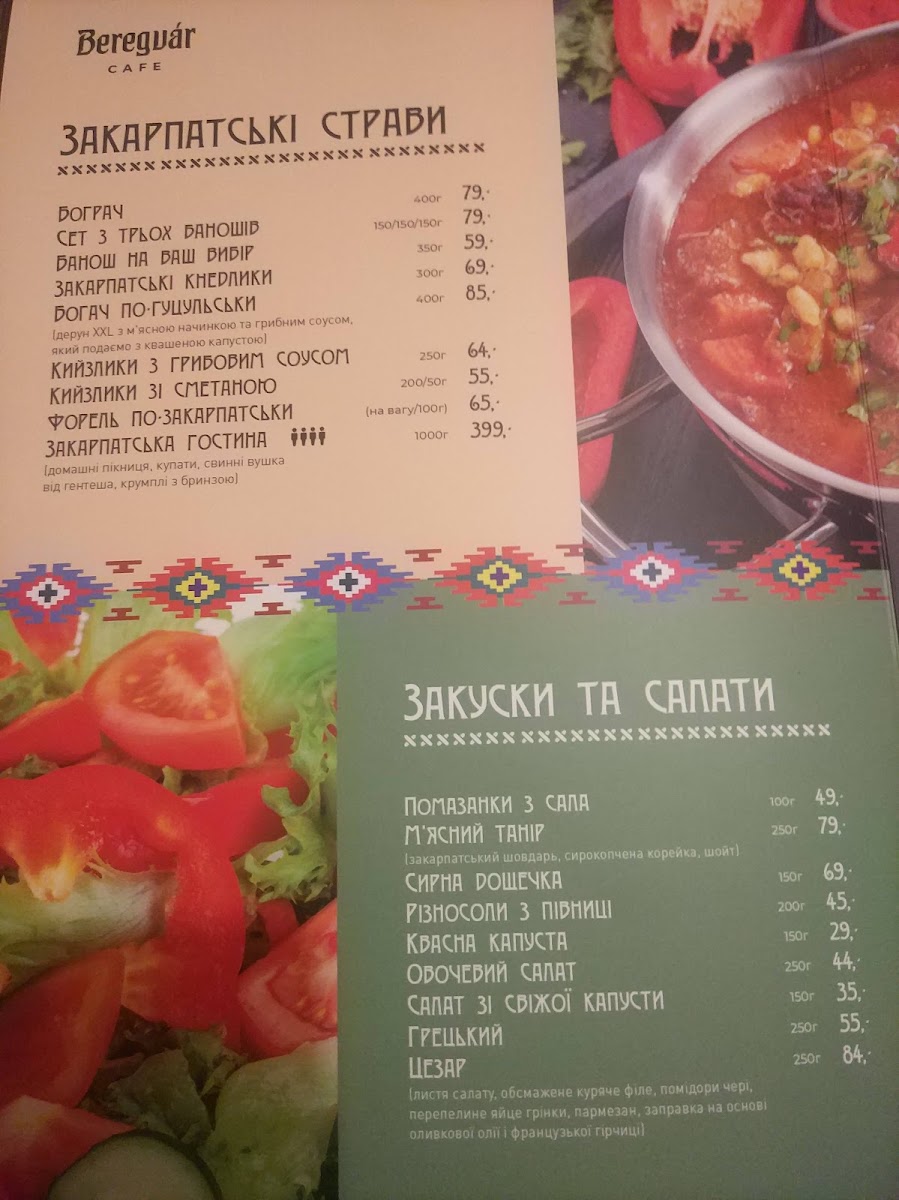 Bereguár
CAFE
ЗАКАРПАТСЬКІ СТРАВИ
БОГРАЧ 400г 79,-
СЕТ З ТРЬОХ БАНОШІВ 150/150/150г 79,-
БАНОШ НА ВАШ ВИБІР 350г 59,-
ЗАКАРПАТСЬКІ КНЕДЛИКИ 300г 69,-
БОГАЧ ПО-ГУЦУЛЬСЬКИ 400г 85,-
(дерун XXL з м'ясною начинкою та грибним соусом,
який подаємо з квашеною капустою)
КИЙЗЛИКИ З ГРИБОВИМ СОУСОМ 250г 64,-
КИЙЗЛИКИ ЗІ СМЕТАНОЮ 200/50г 55,-
ФОРЕЛЬ ПО-ЗАКАРПАТСЬКИ (на вагу/100г) 65,-
ЗАКАРПАТСЬКА ГОСТИНА 1000г 399,-
(домашні пікниця, купати, свинні вушка
від гентеша, крумплі з бринзою)
ЗАКУСКИ ТА САЛАТИ
ПОМАЗАНКИ З САЛА 100г 49,-
М'ЯСНИЙ ТАНІР 250г 79,-
(закарпатський шовдарь, сирокопчена корейка, шойт)
СИРНА ДОЩЕЧКА 150г 69,-
РІЗНОСОЛИ З ПІВНИЦІ 200г 45,-
КВАСНА КАПУСТА 150г 29,-
ОВОЧЕВИЙ САЛАТ 250г 44,-
САЛАТ ЗІ СВІЖОЇ КАПУСТИ 150г 35,-
ГРЕЦЬКИЙ 250г 55,-
ЦЕЗАР 250г 84,-
(листя салату, обсмажене куряче філе, помідори чері,
перепелине яйце грінки, пармезан, заправка на основі
оливкової олії і французької гірчиці)